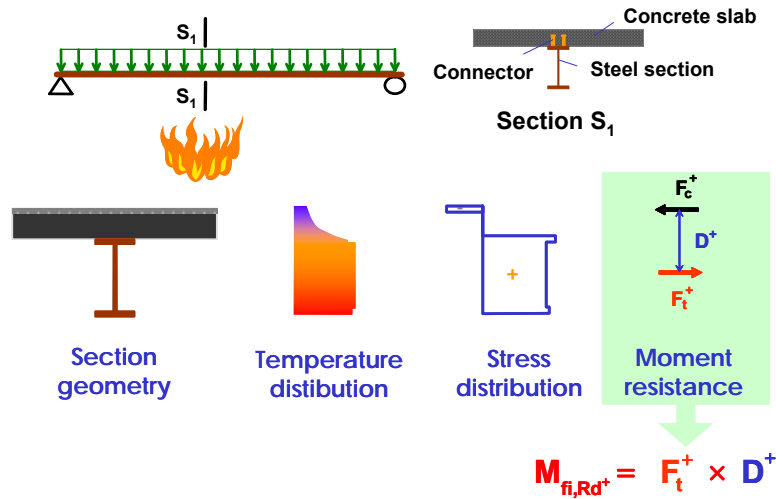 S1
S1
Concrete slab
Connector
Steel section
Section S1
Fc+
D+
Ft+
-
+
Section
geometry
Temperature
distibution
Stress
distribution
Moment
resistance
Mfi,Rd+ = Ft+ × D+